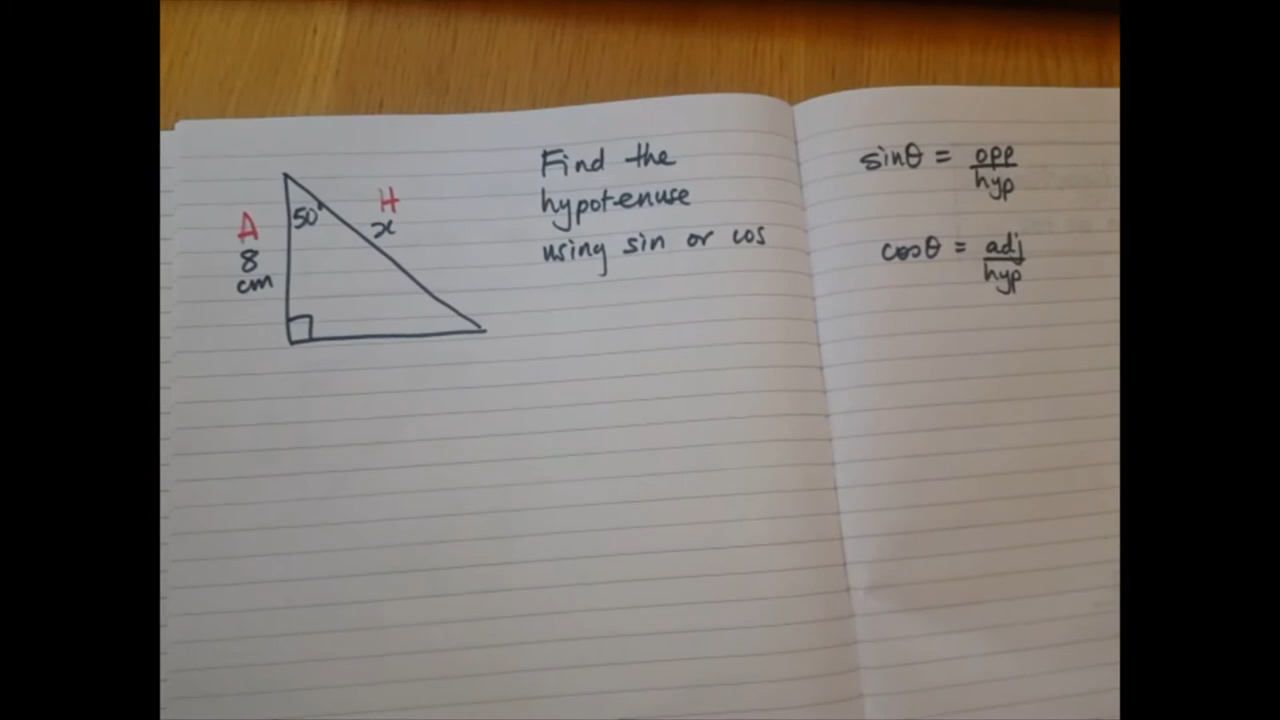 A
8
cm
50°
H
x
Find the
hypotenuse
using sin or cos
sinθ = opp
hyp
cosθ = adj
hyp